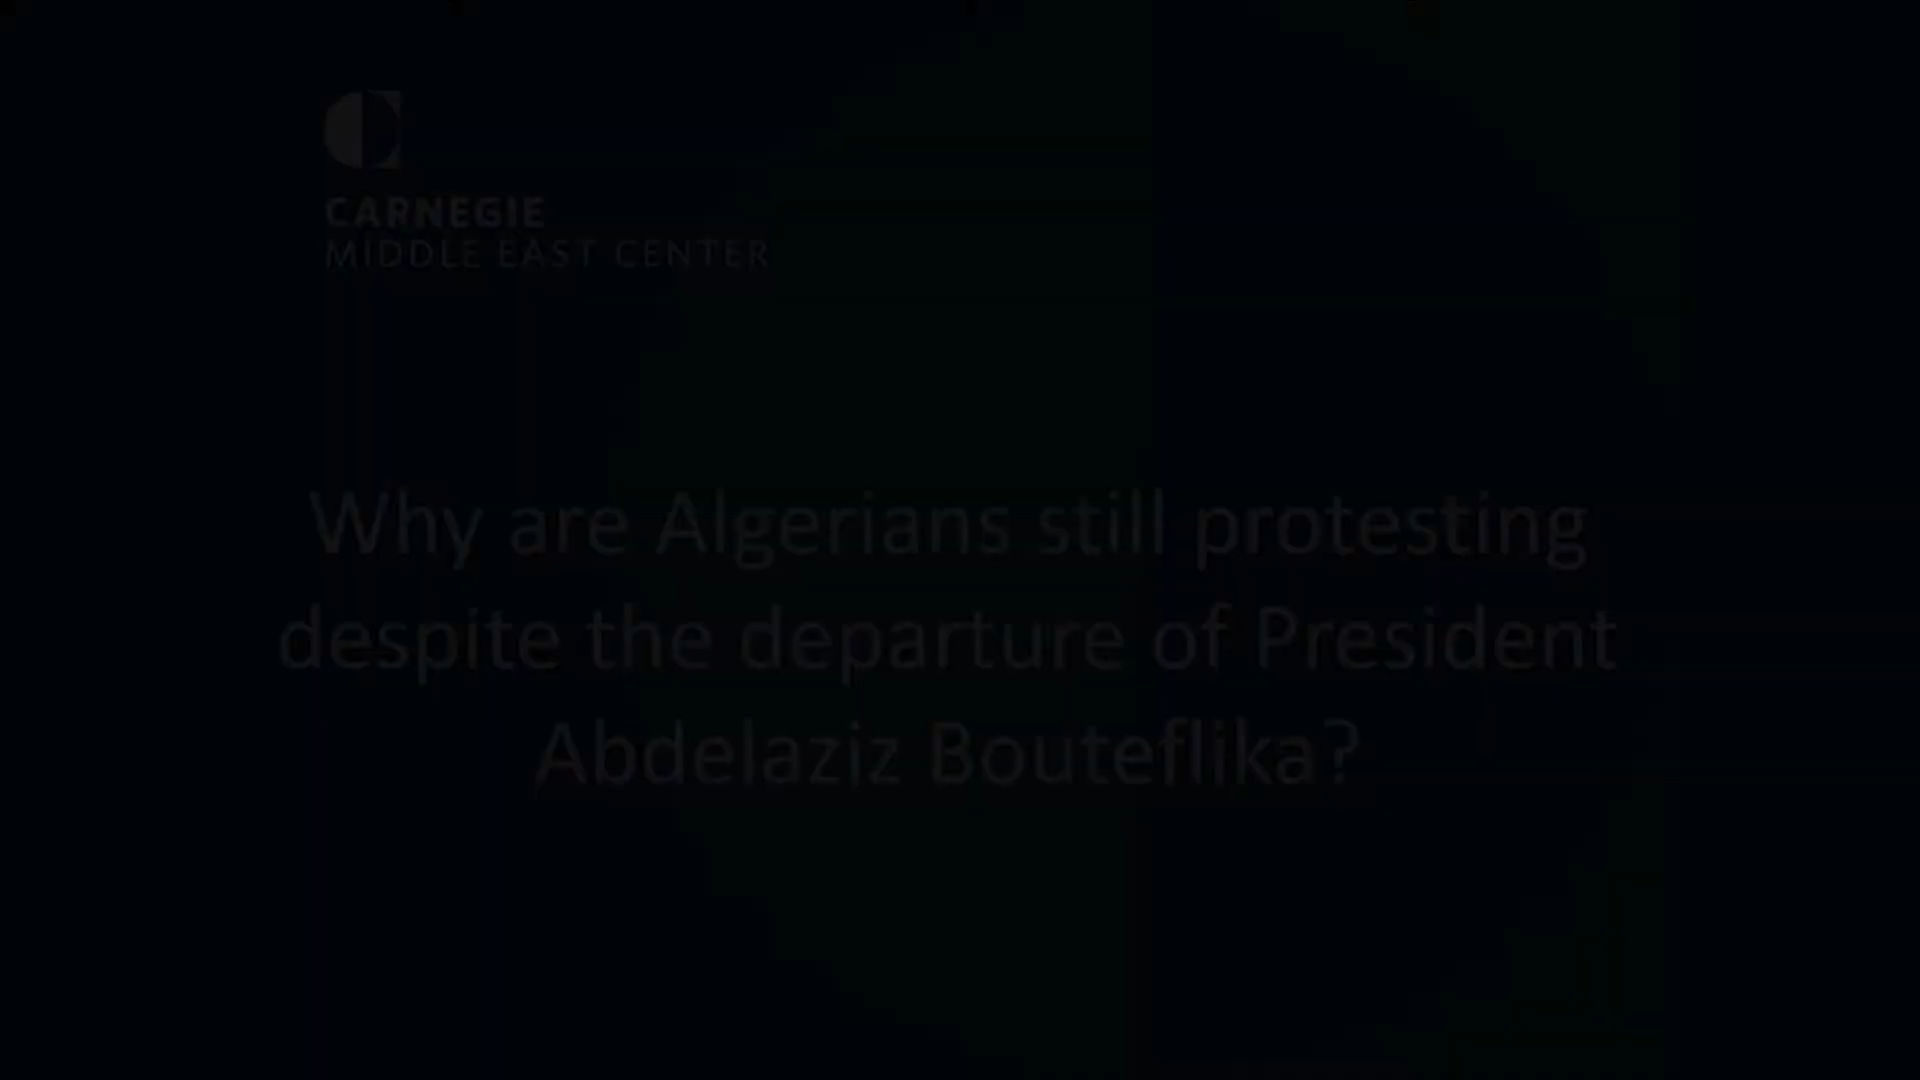 CARNEGIE
MIDDLE EAST CENTER
Why are Algerians still protesting
despite the departure of President
Abdelaziz Bouteflika?